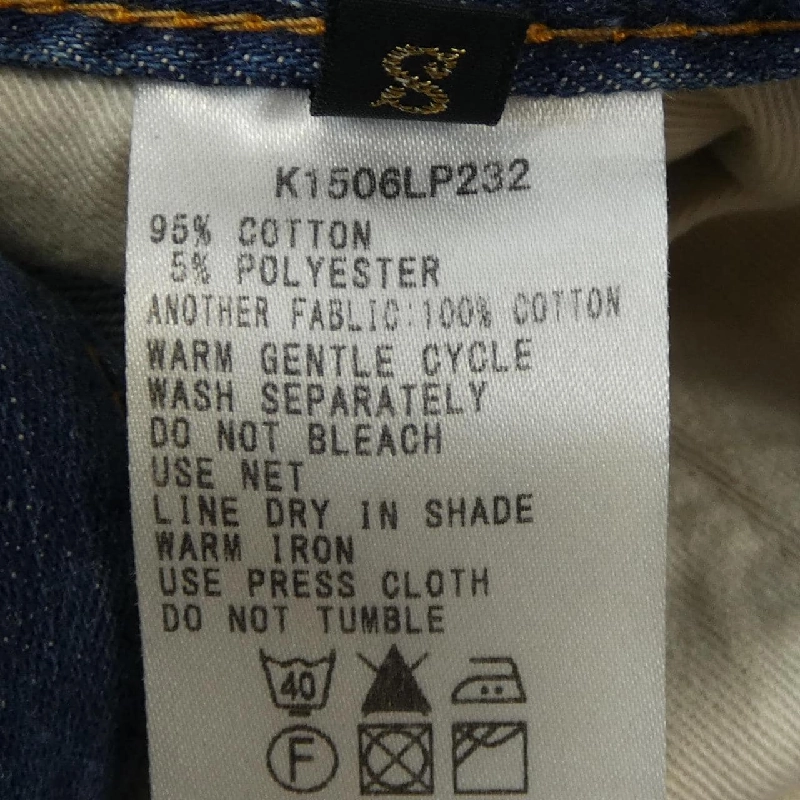 S
K1506LP232
95% COTTON
5% POLYESTER
ANOTHER FABLIC:100% COTTON
WARM GENTLE CYCLE
WASH SEPARATELY
DO NOT BLEACH
USE NET
LINE DRY IN SHADE
WARM IRON
USE PRESS CLOTH
DO NOT TUMBLE
40
F